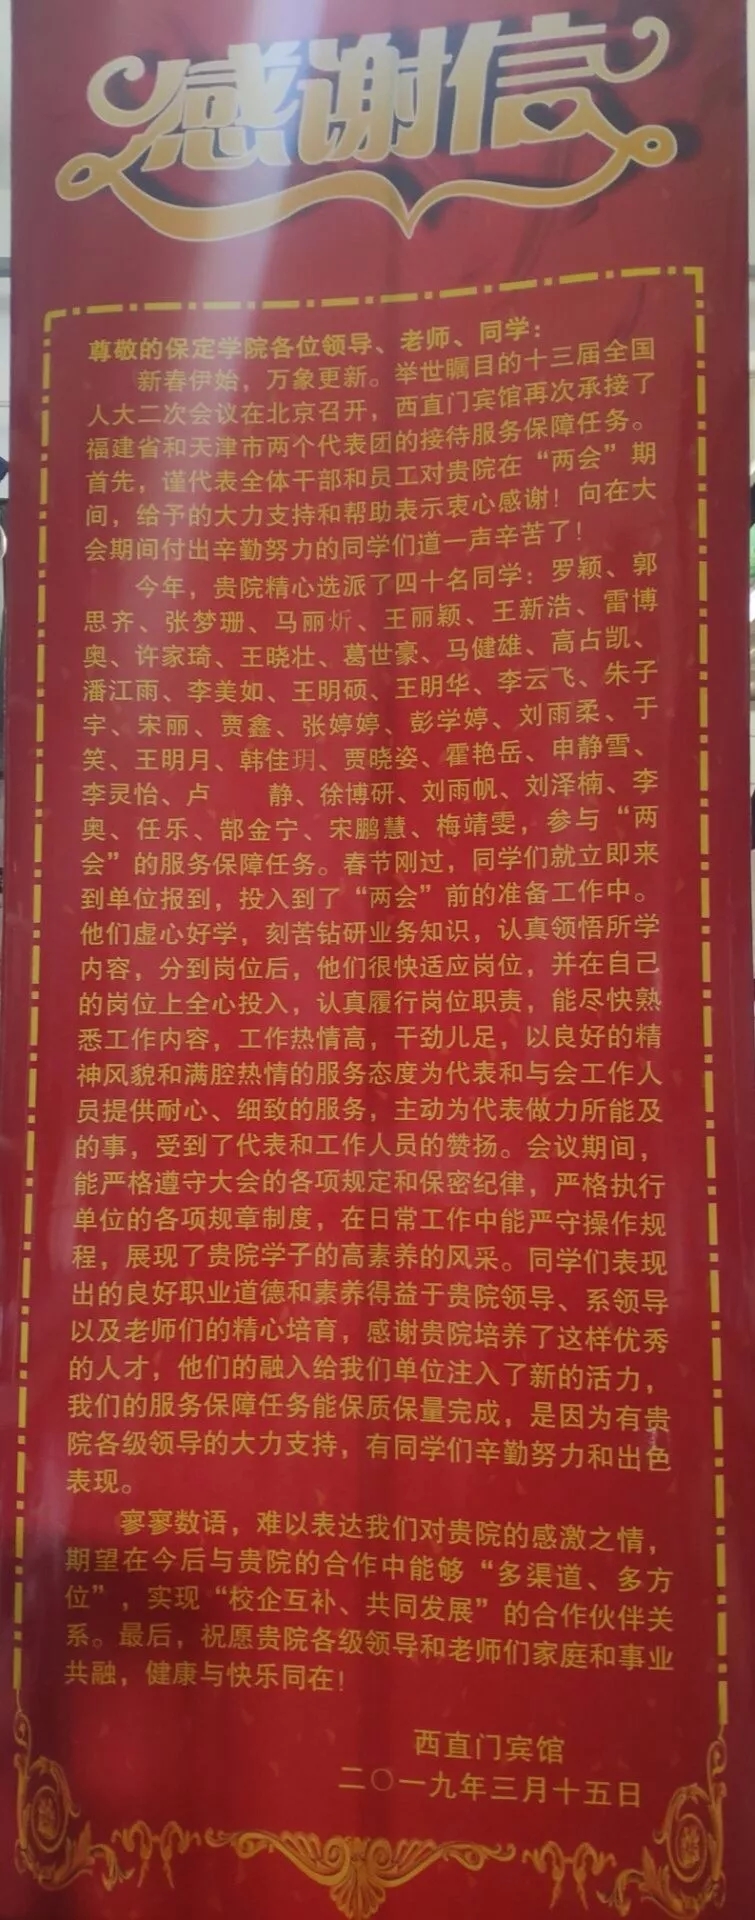 感谢信
尊敬的保定学院各位领导、老师、同学：
新春伊始，万象更新。举世瞩目的十三届全国
人大二次会议在北京召开，西直门宾馆再次承接了
福建省和天津市两个代表团的接待服务保障任务。
首先，谨代表全体干部和员工对贵院在“两会”期
间，给予的大力支持和帮助表示衷心感谢！向在大
会期间付出辛勤努力的同学们道一声辛苦了！
今年，贵院精心选派了四十名同学：罗颖、郭
思齐、张梦珊、马丽炘、王丽颖、王新浩、雷博
奥、许家琦、王晓壮、葛世豪、马健雄、高占凯、
潘江雨、李美如、王明硕、王明华、李云飞、朱子
宇、宋丽、贾鑫、张婷婷、彭学婷、刘雨柔、于
笑、王明月、韩佳玥、贾晓姿、霍艳岳、申静雪、
李灵怡、卢 静、徐博研、刘雨帆、刘泽楠、李
奥、任乐、郜金宁、宋鹏慧、梅靖雯，参与“两
会”的服务保障任务。春节刚过，同学们就立即来
到单位报到，投入到了“两会”前的准备工作中。
他们虚心好学，刻苦钻研业务知识，认真领悟所学
内容，分到岗位后，他们很快适应岗位，并在自己
的岗位上全心投入，认真履行岗位职责，能尽快熟
悉工作内容，工作热情高，干劲儿足，以良好的精
神风貌和满腔热情的服务态度为代表和与会工作人
员提供耐心、细致的服务，主动为代表做力所能及
的事，受到了代表和工作人员的赞扬。会议期间，
能严格遵守大会的各项规定和保密纪律，严格执行
单位的各项规章制度，在日常工作中能严守操作规
程，展现了贵院学子的高素养的风采。同学们表现
出的良好职业道德和素养得益于贵院领导、系领导
以及老师们的精心培育，感谢贵院培养了这样优秀
的人才，他们的融入给我们单位注入了新的活力，
我们的服务保障任务能保质保量完成，是因为有贵
院各级领导的大力支持，有同学们辛勤努力和出色
表现。
寥寥数语，难以表达我们对贵院的感激之情，
期望在今后与贵院的合作中能够“多渠道、多方
位”，实现“校企互补、共同发展”的合作伙伴关
系。最后，祝愿贵院各级领导和老师们家庭和事业
共融，健康与快乐同在！
西直门宾馆
二〇一九年三月十五日